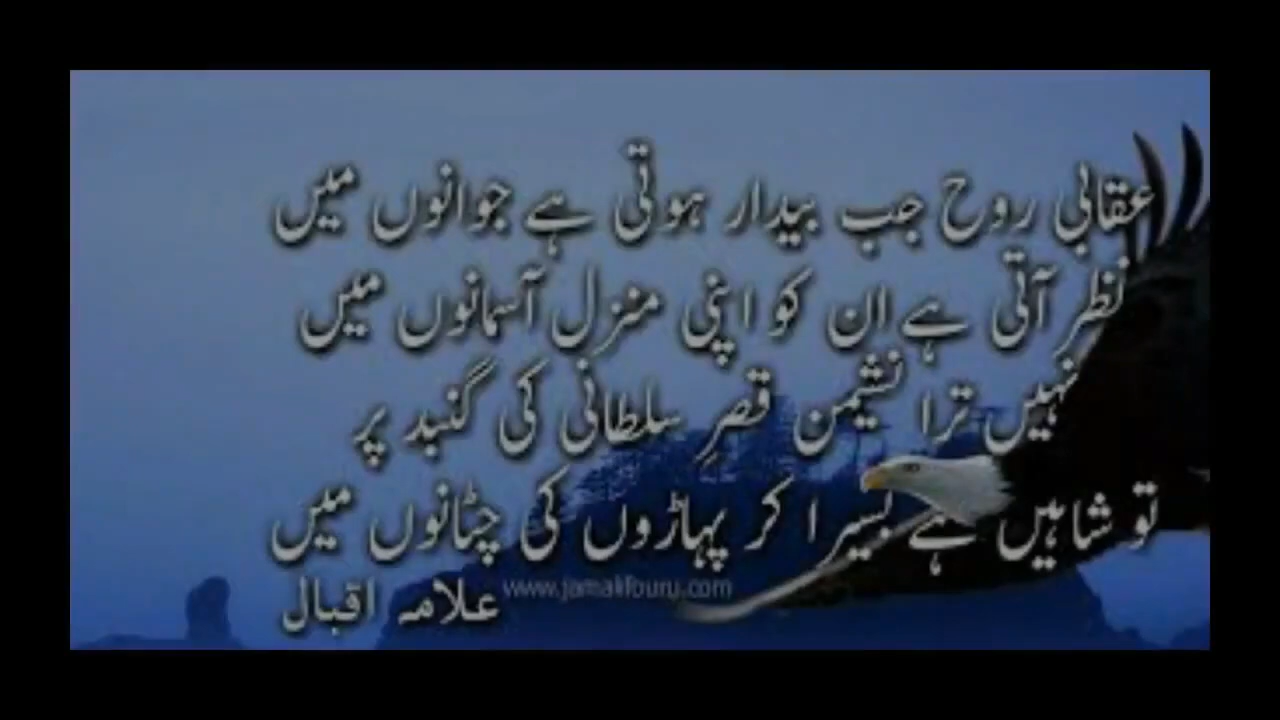 عقابی روح جب بیدار ہوتی ہے جوانوں میں
نظر آتی ہے ان کو اپنی منزل آسمانوں میں
نہیں ترا نشیمن قصرِ سلطانی کی گنبد پر
تو شاہیں ہے بسیرا کر پہاڑوں کی چٹانوں میں
www.jamakfouru.com
علامہ اقبال